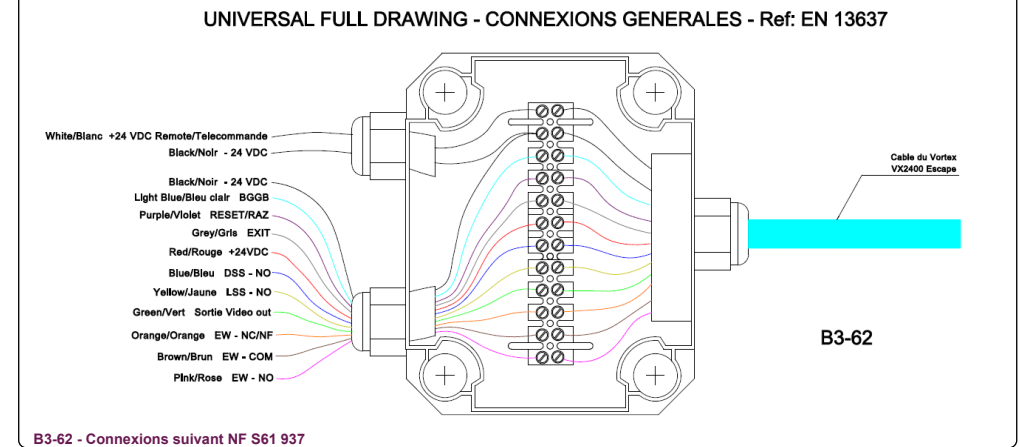 UNIVERSAL FULL DRAWING - CONNEXIONS GENERALES - Ref: EN 13637
White/Blanc +24 VDC Remote/Telecommande
Black/Noir - 24 VDC
Black/Noir - 24 VDC
Light Blue/Bleu clair BGGB
Purple/Violet RESET/RAZ
Grey/Gris EXIT
Red/Rouge +24VDC
Blue/Bleu DSS - NO
Yellow/Jaune LSS - NO
Green/Vert Sortie Video out
Orange/Orange EW - NC/NF
Brown/Brun EW - COM
Pink/Rose EW - NO
Cable du Vortex
VX2400 Escape
B3-62
B3-62 - Connexions suivant NF S61 937